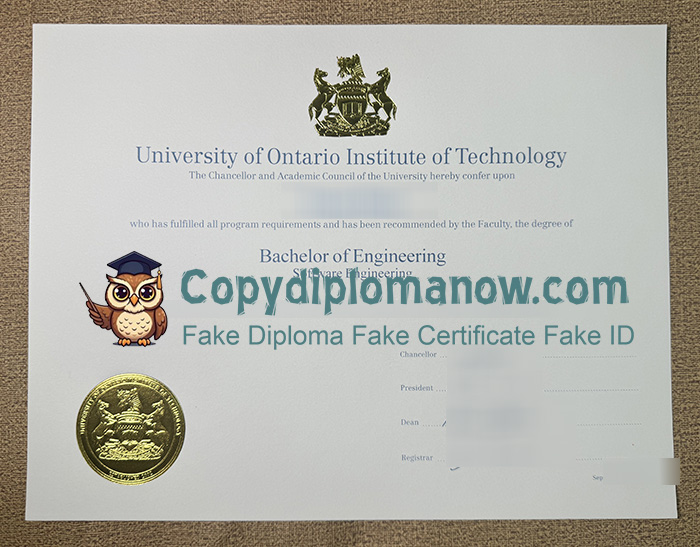 University of Ontario Institute of Technology
The Chancellor and Academic Council of the University hereby confer upon
who has fulfilled all program requirements and has been recommended by the Faculty, the degree of
Bachelor of Engineering
Software Engineering
Copydiplomanow.com
Fake Diploma Fake Certificate Fake ID
Chancellor
President
Dean
Registrar
Sep